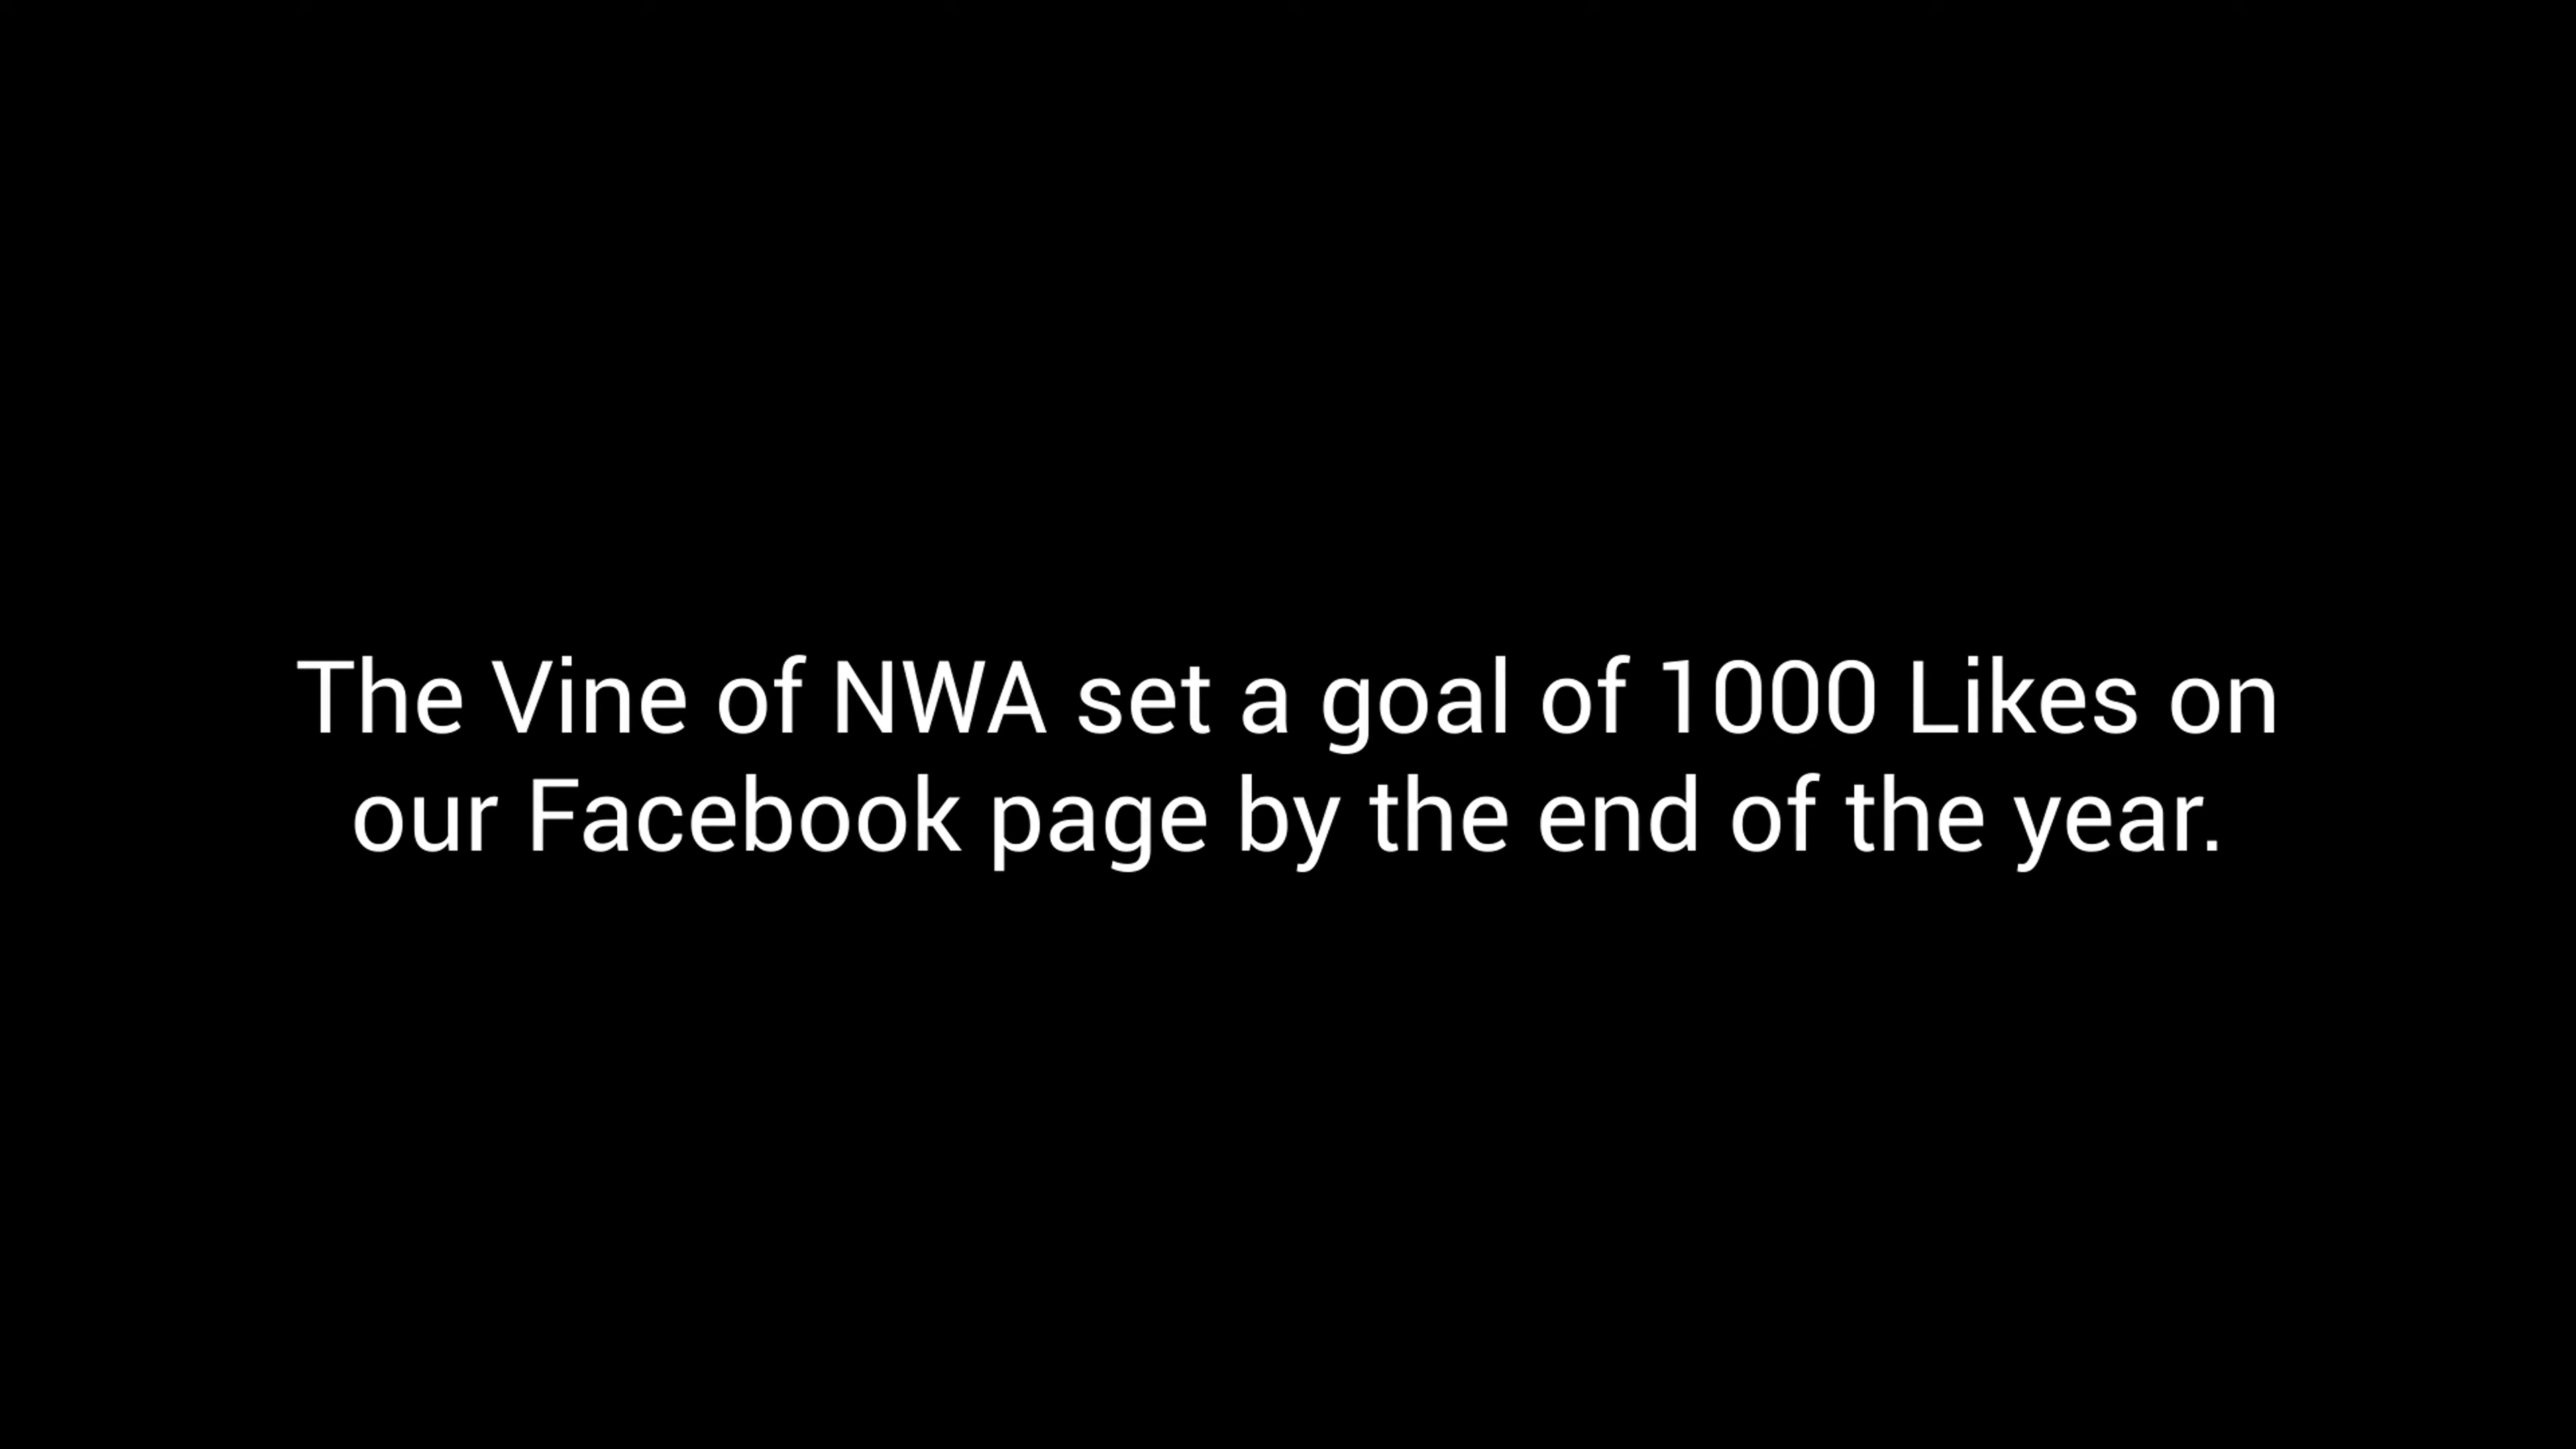 The Vine of NWA set a goal of 1000 Likes on
our Facebook page by the end of the year.